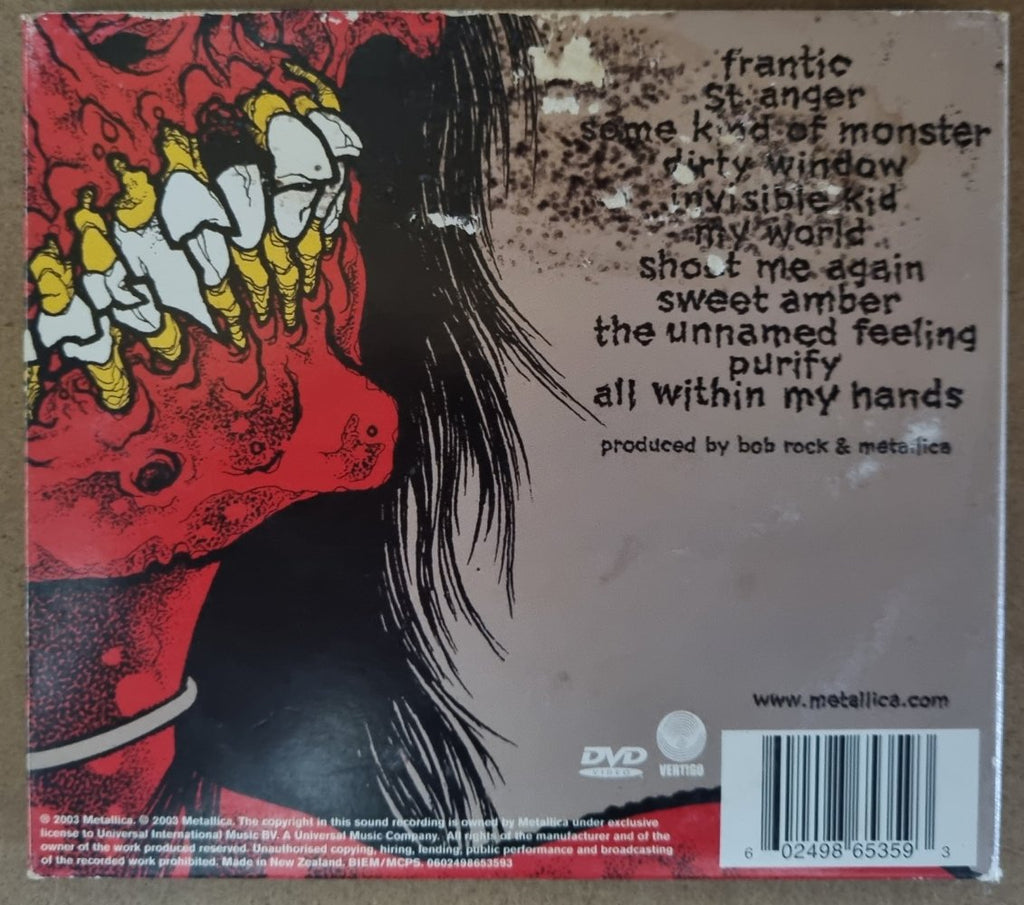 frantic
St. anger
some kind of monster
dirty window
invisible kid
my world
shoot me again
sweet amber
the unnamed feeling
purify
all within my hands
produced by bob rock & metallica
www.metallica.com
DVD
VIDEO
VERTIGO
6 02498 65359 3
℗ 2003 Metallica. © 2003 Metallica. The copyright in this sound recording is owned by Metallica under exclusive
license to Universal International Music BV. A Universal Music Company. All rights of the manufacturer and of the
owner of the work produced reserved. Unauthorised copying, hiring, lending, public performance and broadcasting
of the recorded work prohibited. Made in New Zealand. BIEM/MCPS. 0602498653593